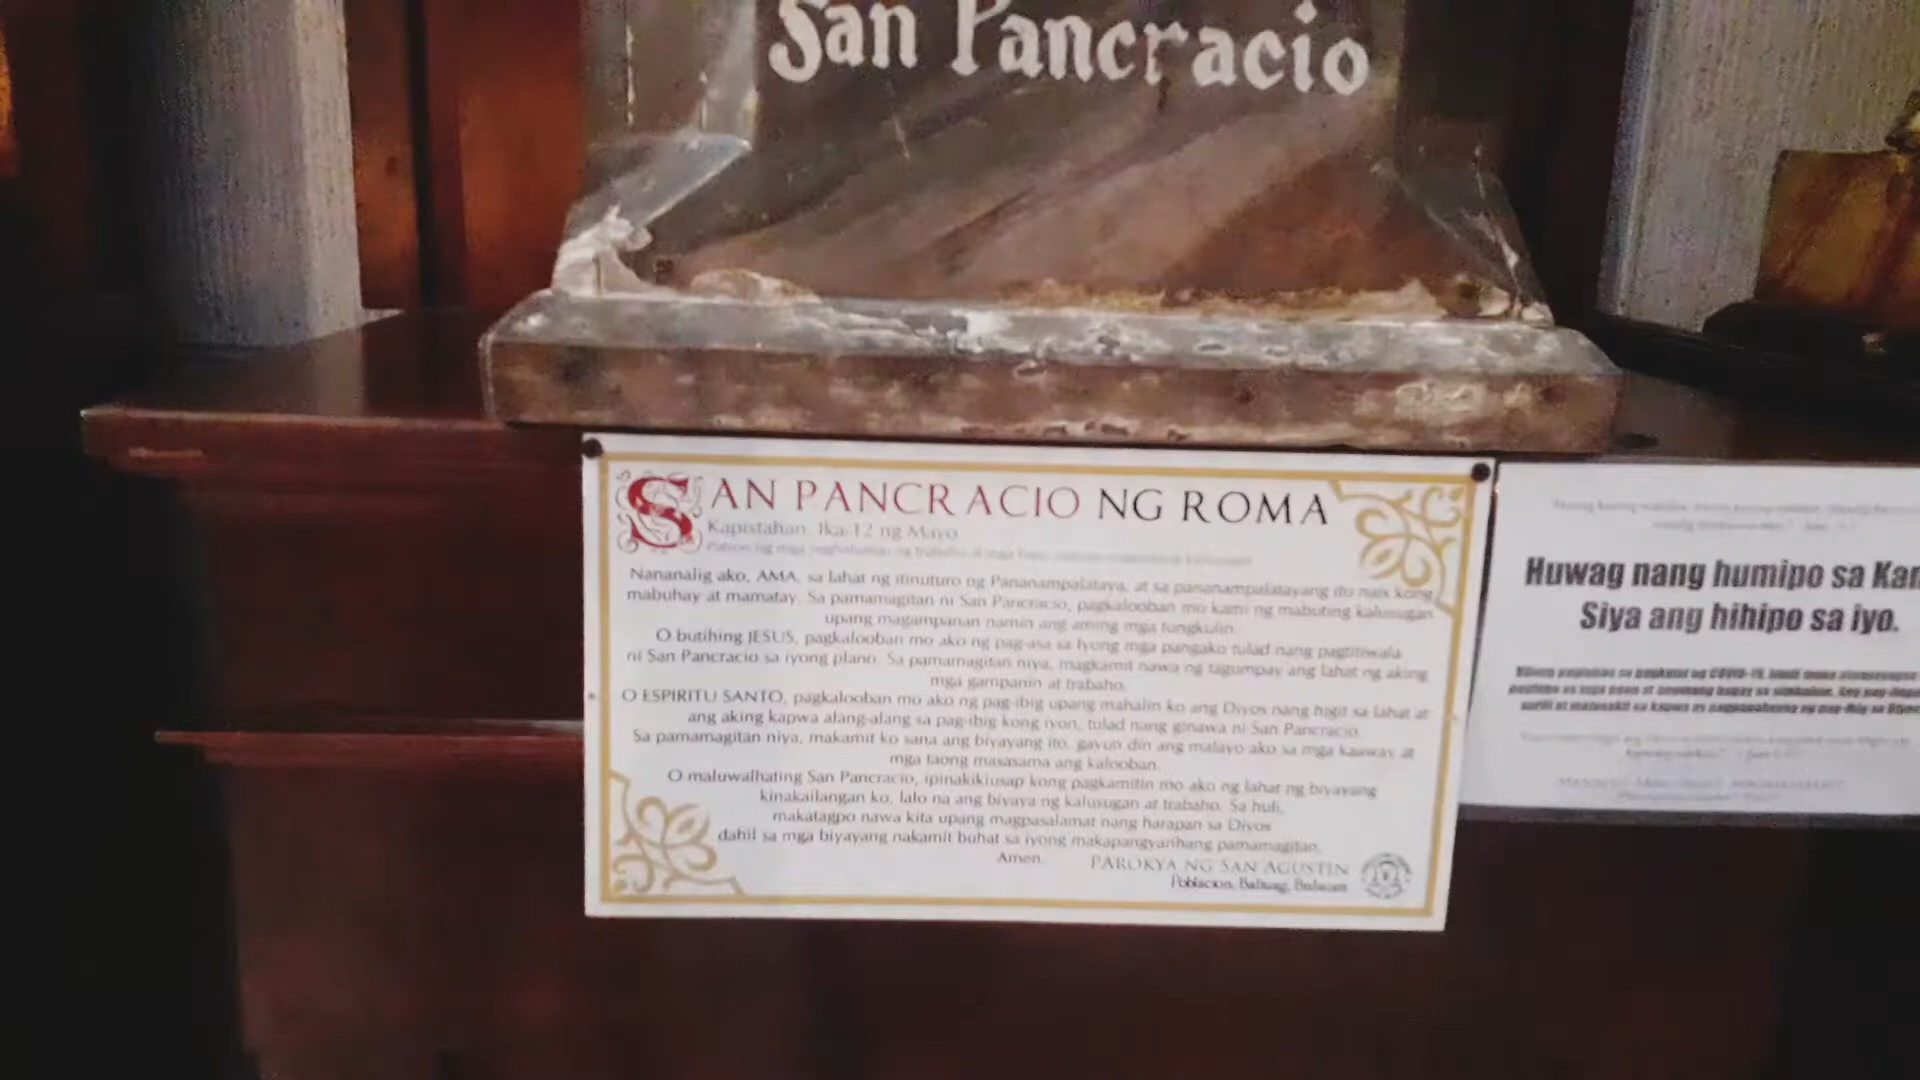 San Pancracio
SAN PANCRACIO NG ROMA
Kapistahan: Ika-12 ng Mayo
Nananalig ako, AMA, sa lahat ng itinuturo ng Pananampalataya, at sa pananampalatayang ito nais kong
mabuhay at mamatay. Sa pamamagitan ni San Pancracio, pagkalooban mo kami ng mabuting kalusugan
upang magampanan namin ang aming mga tungkulin.
O butihing JESUS, pagkalooban mo ako ng pag-asa sa Iyong mga pangako tulad nang pagtitiwala
ni San Pancracio sa iyong plano. Sa pamamagitan niya, magkamit nawa ng tagumpay ang lahat ng aking
mga gampanin at trabaho.
O ESPIRITU SANTO, pagkalooban mo ako ng pag-ibig upang mahalin ko ang Diyos nang higit sa lahat at
ang aking kapwa alang-alang sa pag-ibig kong iyon, tulad nang ginawa ni San Pancracio.
Sa pamamagitan niya, makamit ko sana ang biyayang ito, gayun din ang malayo ako sa mga kaaway at
mga taong masasama ang kalooban.
O maluwalhating San Pancracio, ipinakikiusap kong pagkamitin mo ako ng lahat ng biyayang
kinakailangan ko, lalo na ang biyaya ng kalusugan at trabaho. Sa huli,
makatagpo nawa kita upang magpasalamat nang harapan sa Diyos
dahil sa mga biyayang nakamit buhat sa iyong makapangyarihang pamamagitan.
Amen.
PAROKYA NG SAN AGUSTIN
Poblacion, Baliuag, Bulacan
Huwag nang humipo sa
Siya ang hihipo sa iyo.